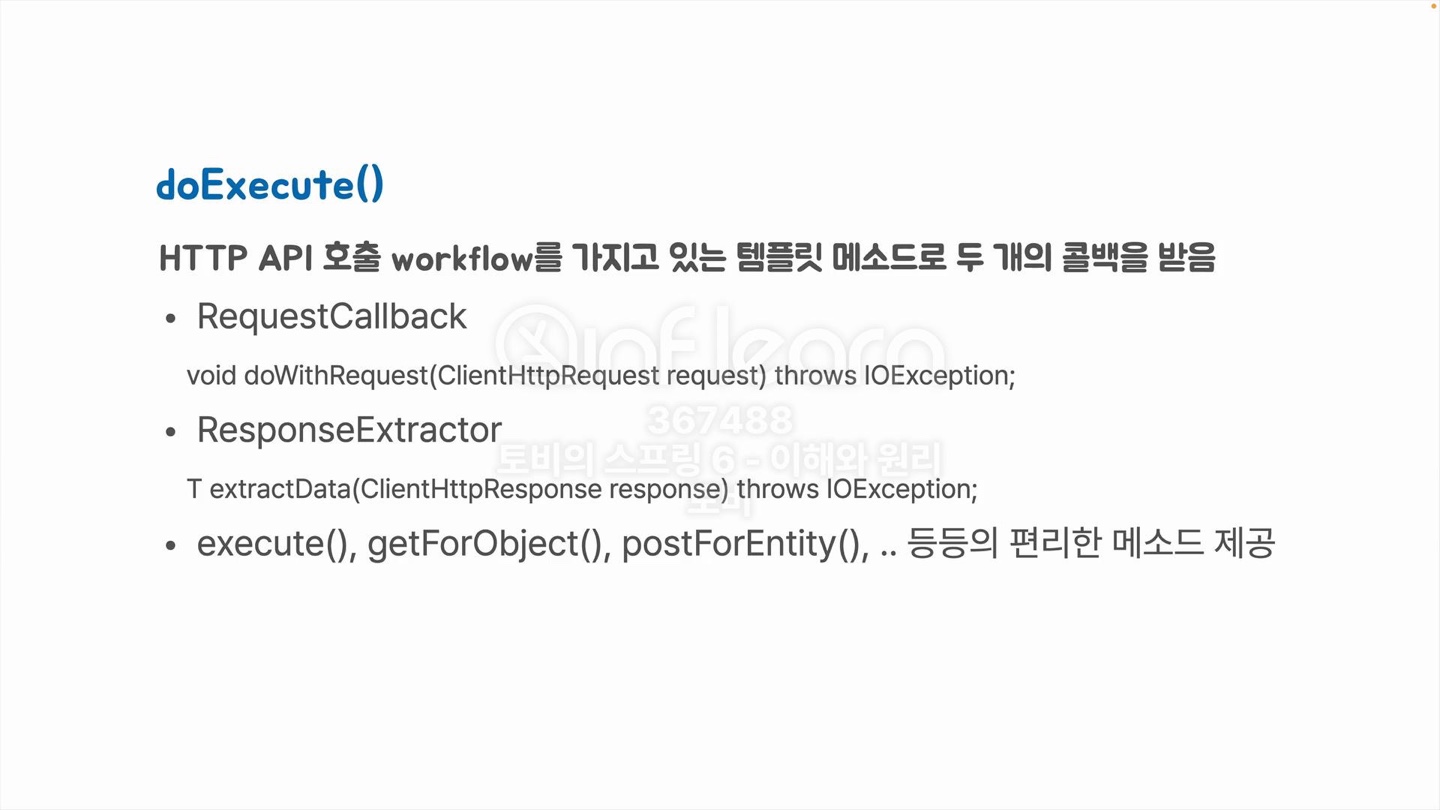 doExecute()
HTTP API 호출 workflow를 가지고 있는 템플릿 메소드로 두 개의 콜백을 받음
• RequestCallback
void doWithRequest(ClientHttpRequest request) throws IOException;
• ResponseExtractor
T extractData(ClientHttpResponse response) throws IOException;
• execute(), getForObject(), postForEntity(), .. 등등의 편리한 메소드 제공
inflearn
367488
토비의 스프링 6 - 이해와 원리
토비